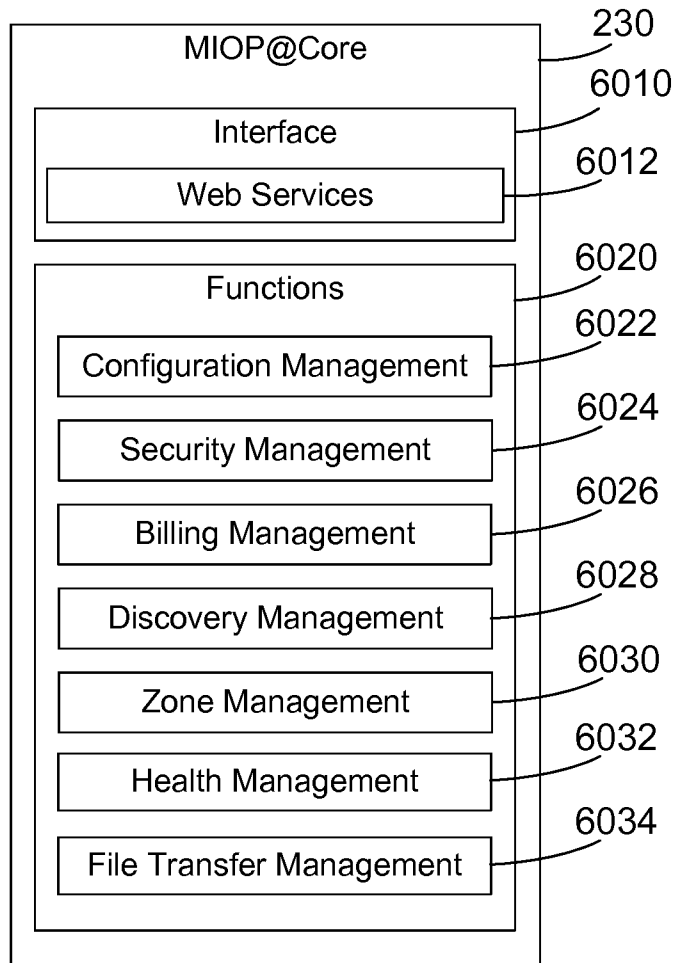 MIOP@Core
230
Interface
6010
Web Services
6012
Functions
6020
Configuration Management
6022
Security Management
6024
Billing Management
6026
Discovery Management
6028
Zone Management
6030
Health Management
6032
File Transfer Management
6034